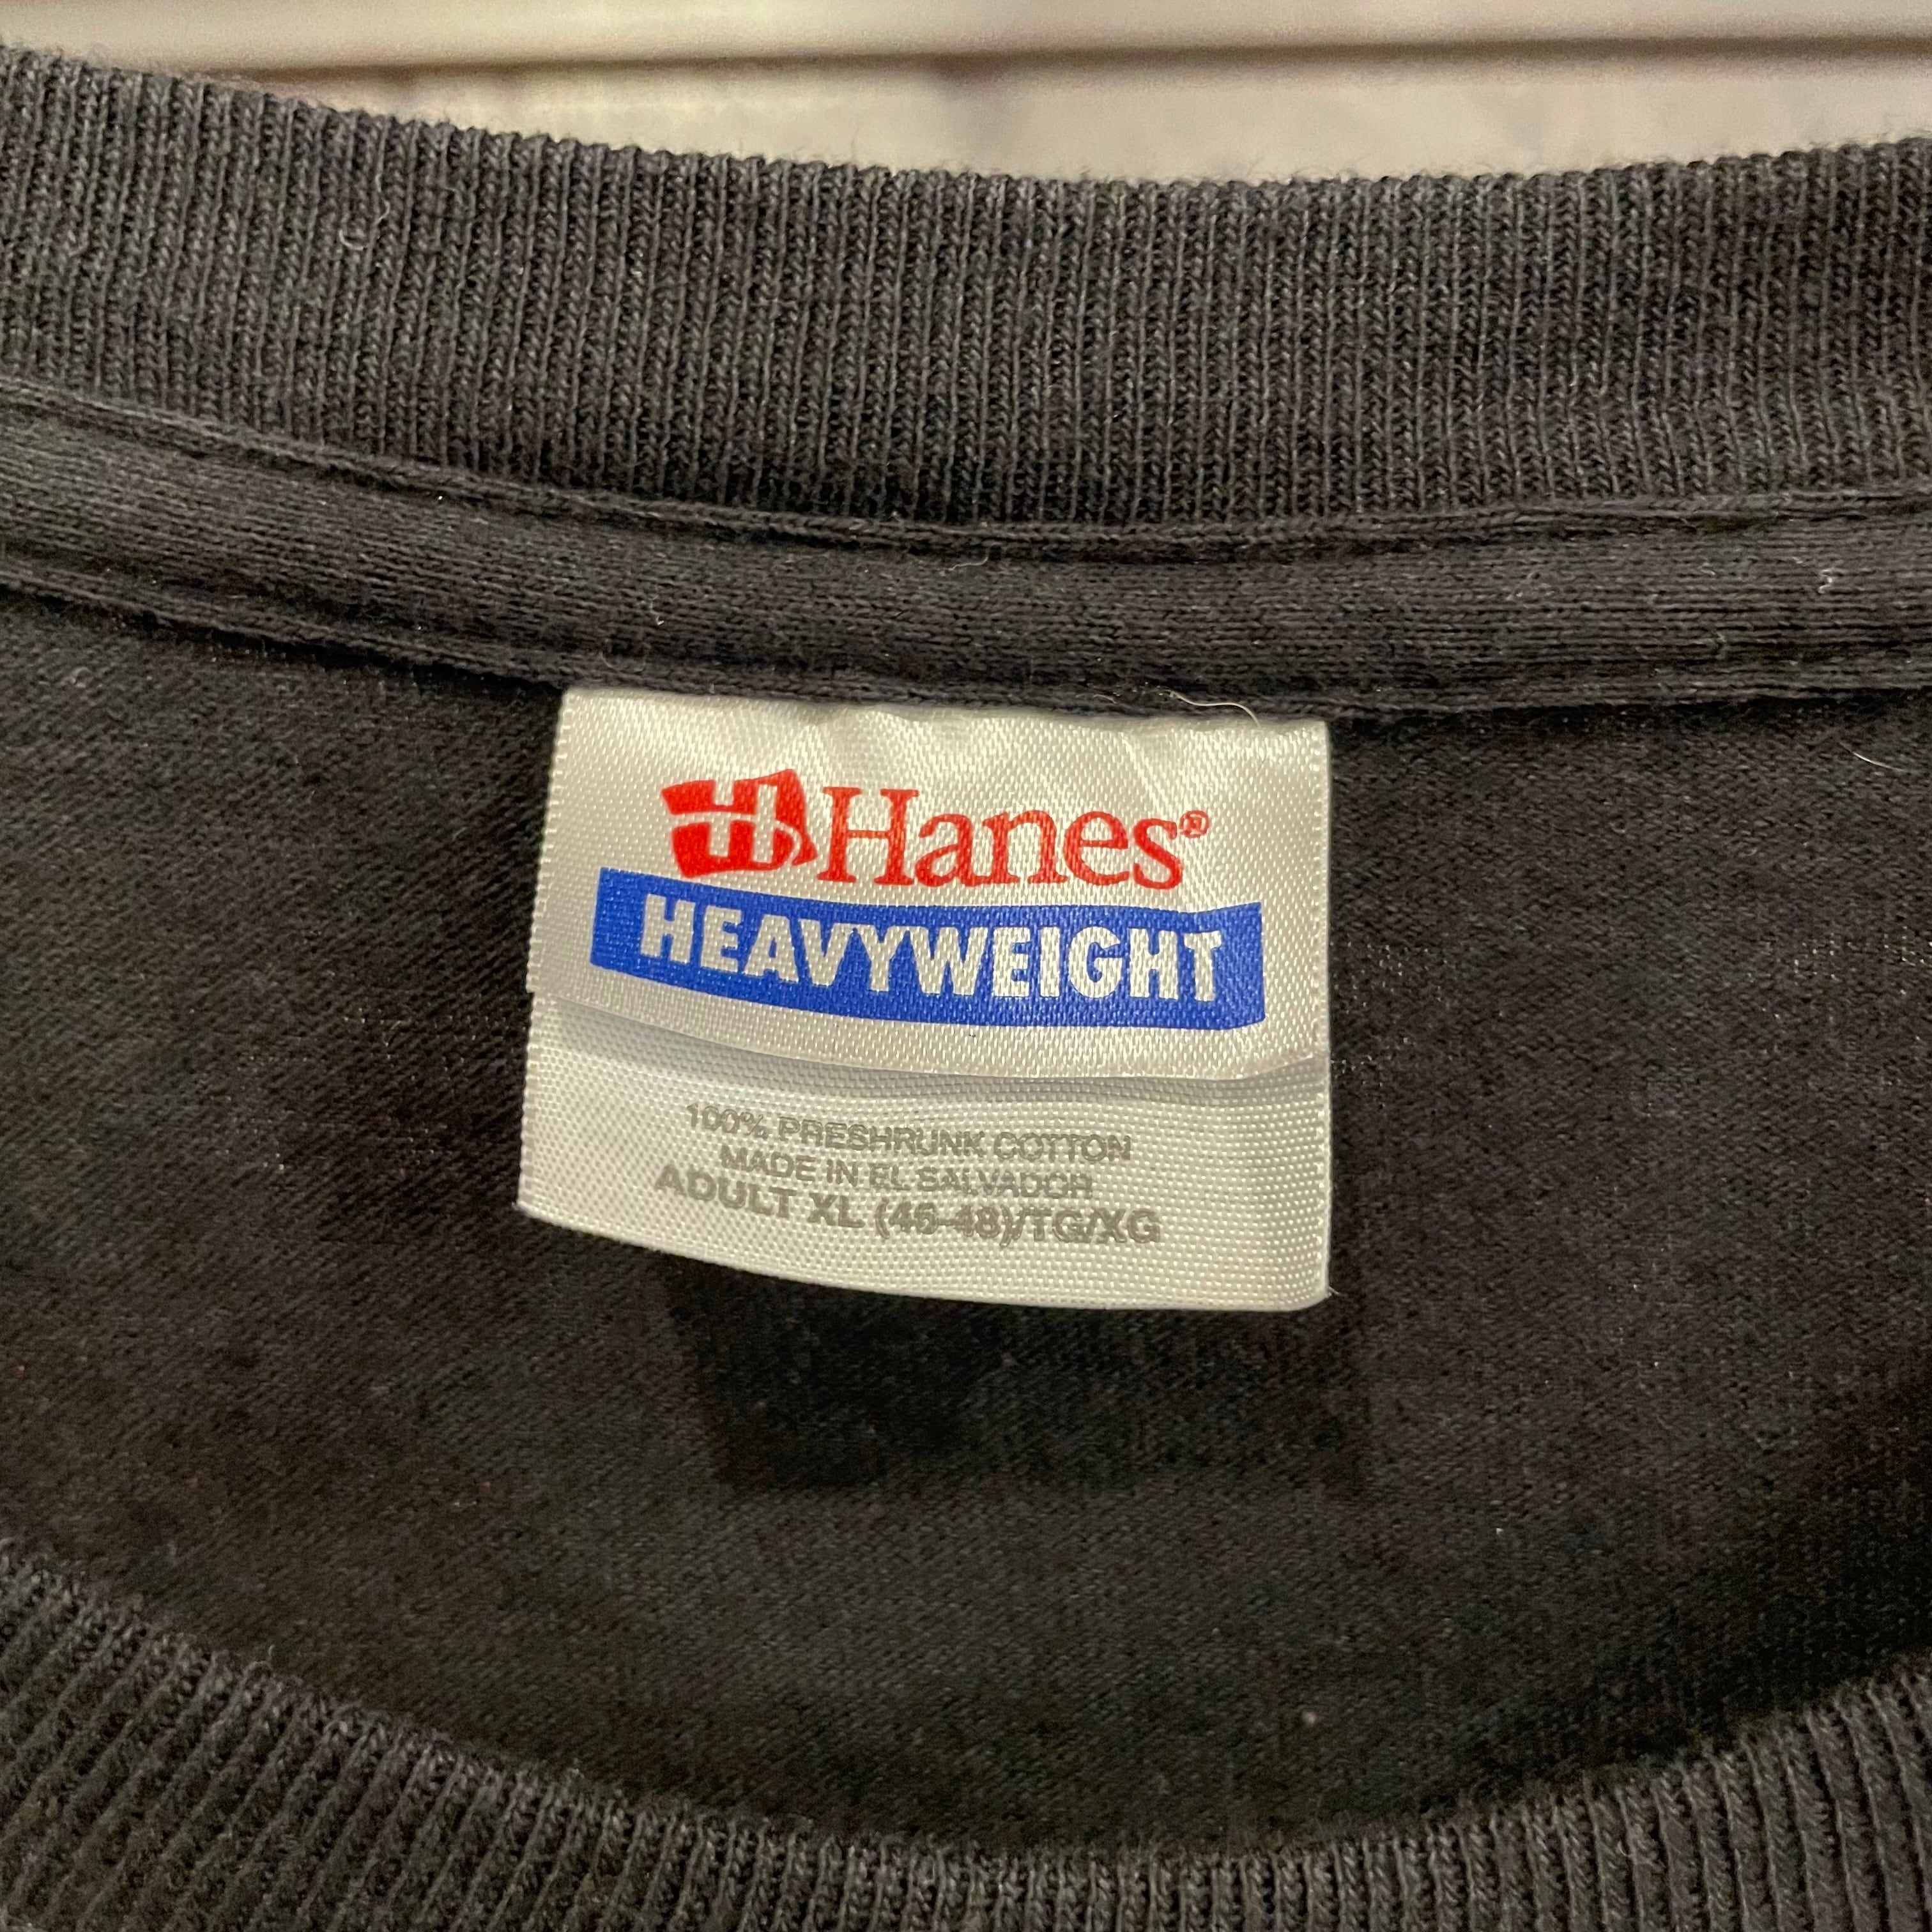 H Hanes®
HEAVYWEIGHT
100% PRESHRUNK COTTON
MADE IN EL SALVADOR
ADULT XL (46-48)/TG/XG